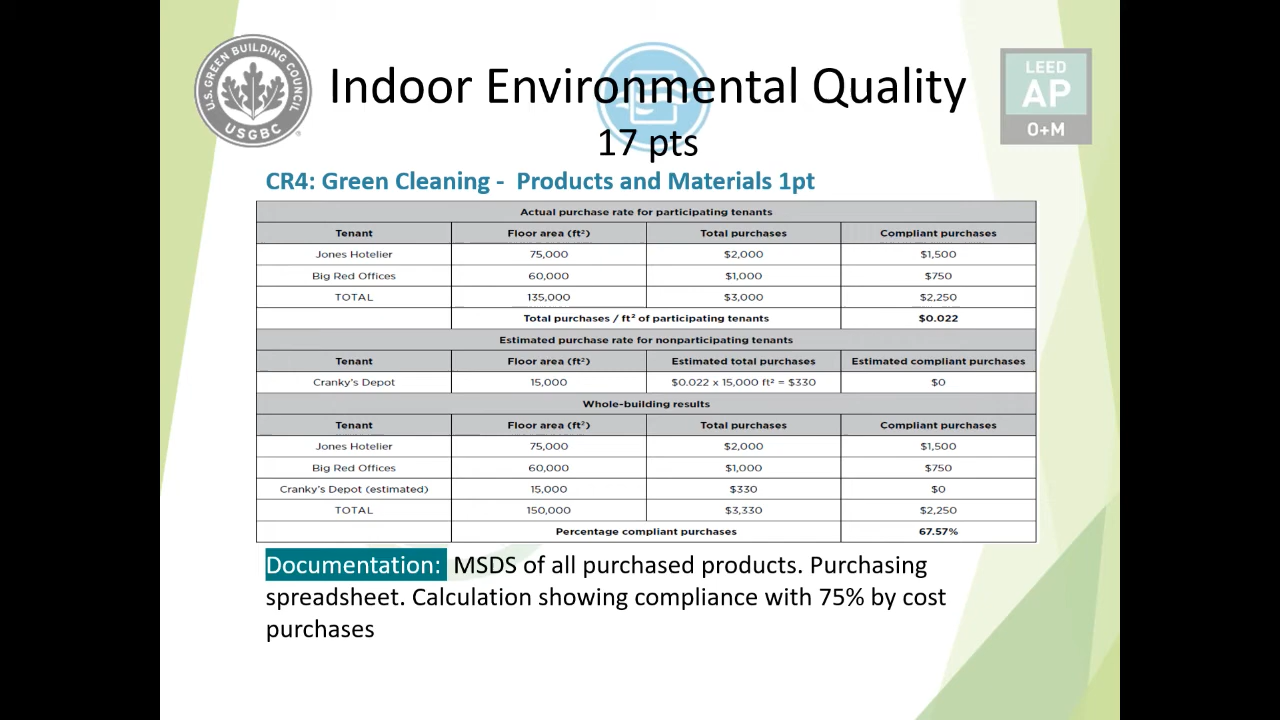 U.S. GREEN BUILDING COUNCIL
USGBC
LEED
AP
O+M
Indoor Environmental Quality
17 pts
CR4: Green Cleaning - Products and Materials 1pt
Actual purchase rate for participating tenants
Tenant Floor area (ft²) Total purchases Compliant purchases
Jones Hotelier 75,000 $2,000 $1,500
Big Red Offices 60,000 $1,000 $750
TOTAL 135,000 $3,000 $2,250
Total purchases / ft² of participating tenants $0.022
Estimated purchase rate for nonparticipating tenants
Tenant Floor area (ft²) Estimated total purchases Estimated compliant purchases
Cranky's Depot 15,000 $0.022 x 15,000 ft² = $330 $0
Whole-building results
Tenant Floor area (ft²) Total purchases Compliant purchases
Jones Hotelier 75,000 $2,000 $1,500
Big Red Offices 60,000 $1,000 $750
Cranky's Depot (estimated) 15,000 $330 $0
TOTAL 150,000 $3,330 $2,250
Percentage compliant purchases 67.57%
Documentation: MSDS of all purchased products. Purchasing
spreadsheet. Calculation showing compliance with 75% by cost
purchases